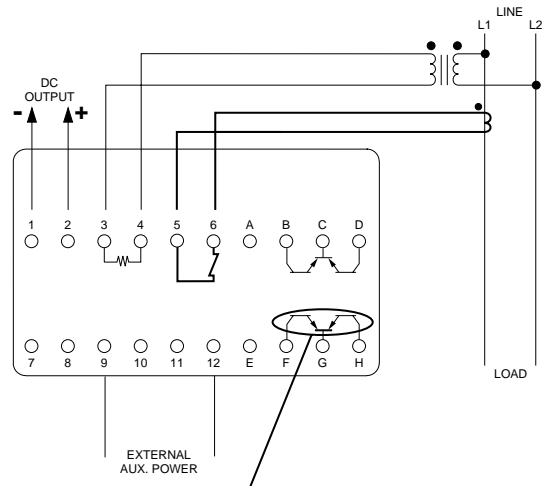 LINE
L1 L2
DC
OUTPUT
- +
1 2 3 4 5 6 A B C D
7 8 9 10 11 12 E F G H
LOAD
EXTERNAL
AUX. POWER